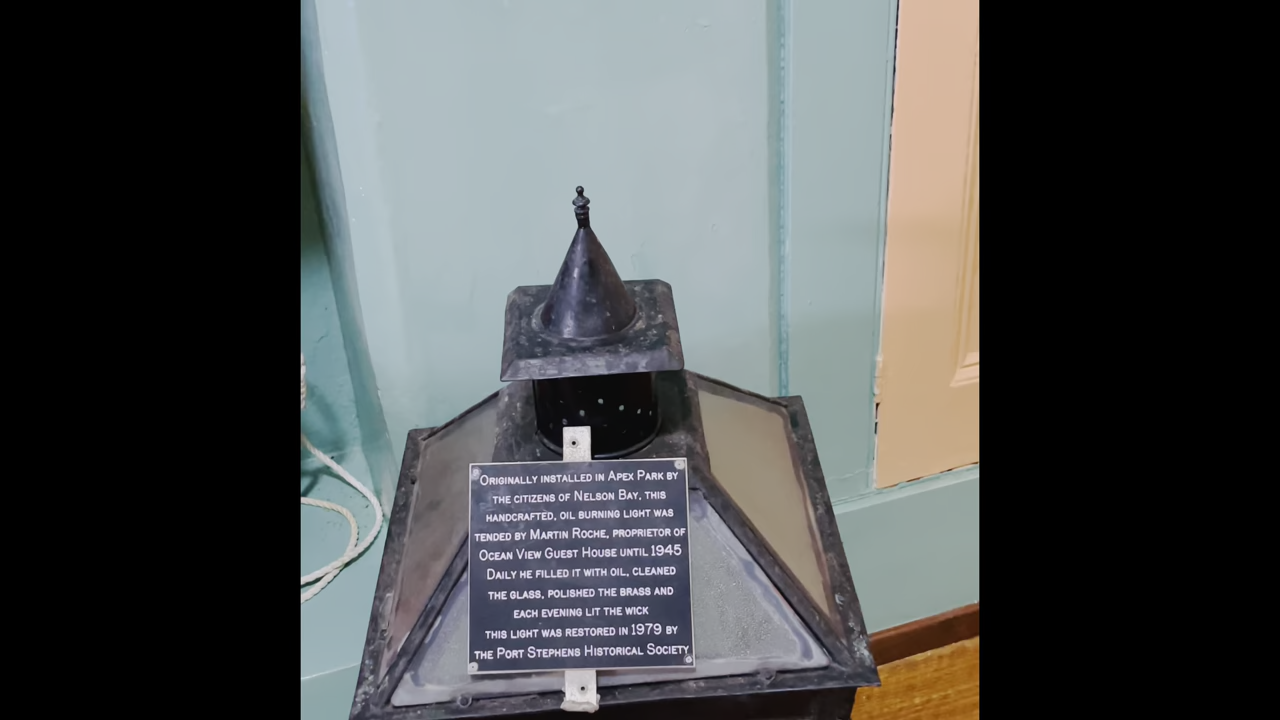 ORIGINALLY INSTALLED IN APEX PARK BY
THE CITIZENS OF NELSON BAY, THIS
HANDCRAFTED, OIL BURNING LIGHT WAS
TENDED BY MARTIN ROCHE, PROPRIETOR OF
OCEAN VIEW GUEST HOUSE UNTIL 1945
DAILY HE FILLED IT WITH OIL, CLEANED
THE GLASS, POLISHED THE BRASS AND
EACH EVENING LIT THE WICK
THIS LIGHT WAS RESTORED IN 1979 BY
THE PORT STEPHENS HISTORICAL SOCIETY